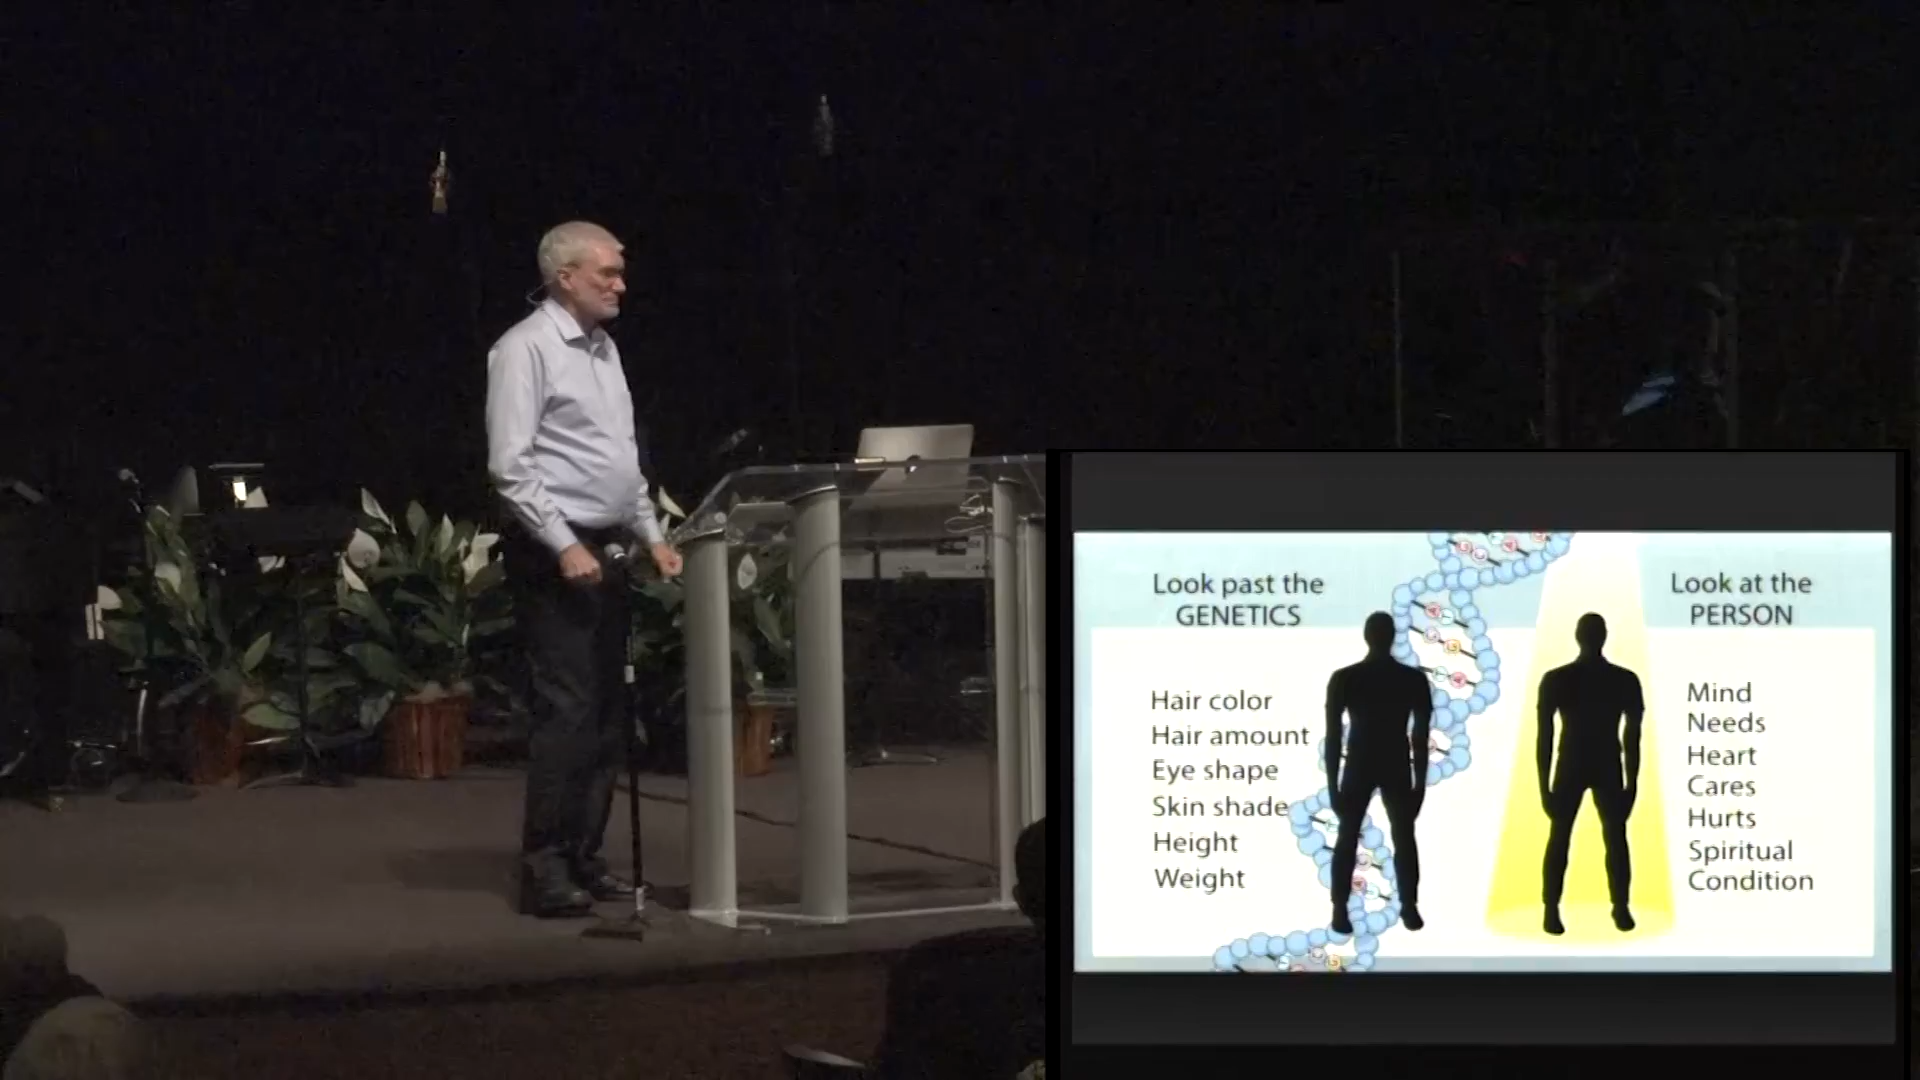 Look past the
GENETICS
Hair color
Hair amount
Eye shape
Skin shade
Height
Weight
Look at the
PERSON
Mind
Needs
Heart
Cares
Hurts
Spiritual
Condition